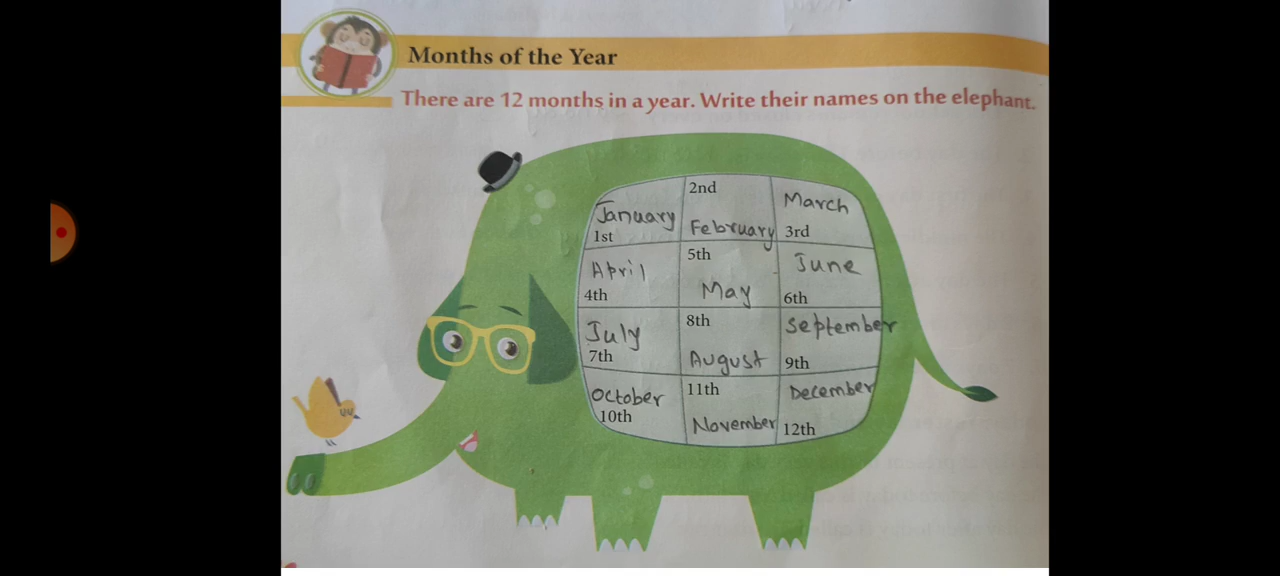 Months of the Year
There are 12 months in a year. Write their names on the elephant.
January
1st
2nd
February
March
3rd
April
4th
5th
May
June
6th
July
7th
8th
August
September
9th
October
10th
11th
November
December
12th